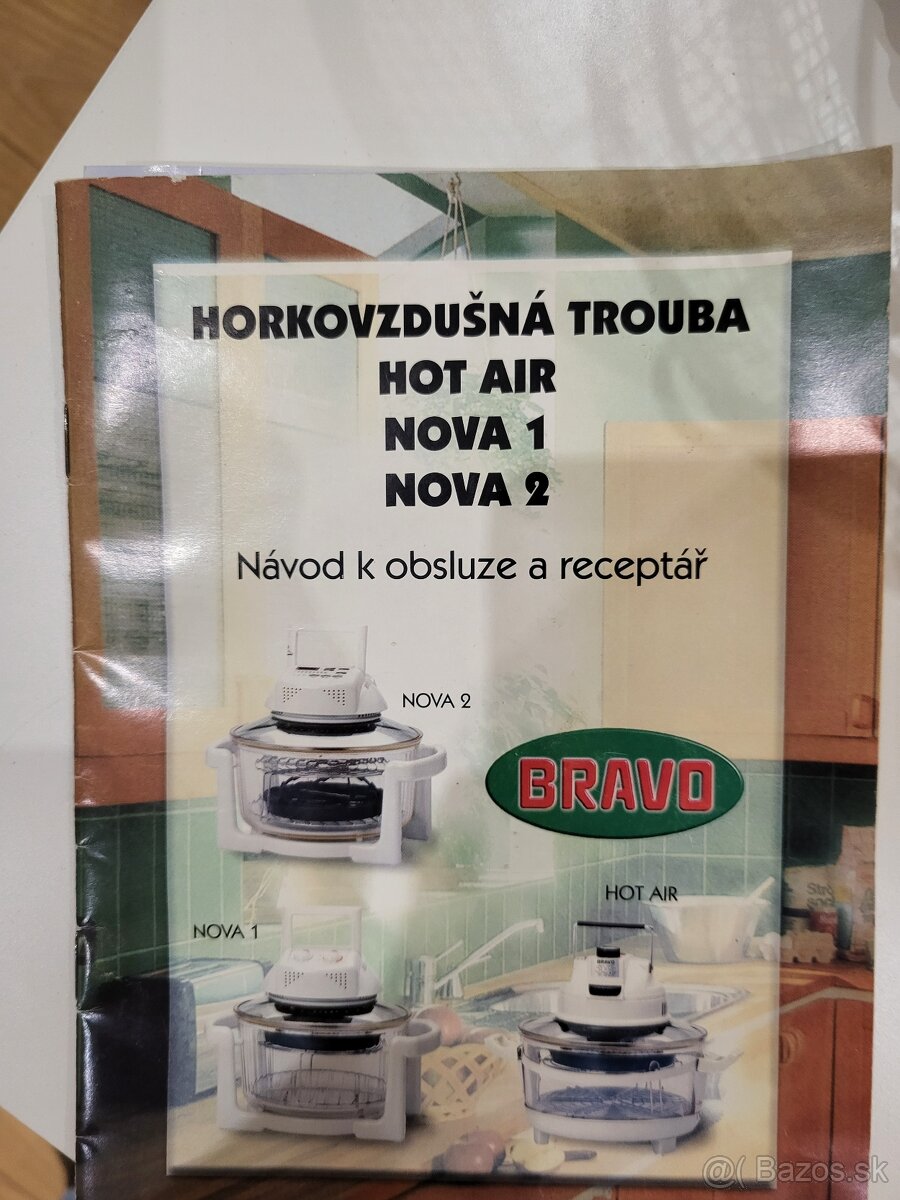 HORKOVZDUŠNÁ TROUBA
HOT AIR
NOVA 1
NOVA 2
Návod k obsluze a receptář
NOVA 2
BRAVO
HOT AIR
NOVA 1
BRAVO
@( Bazos.sk